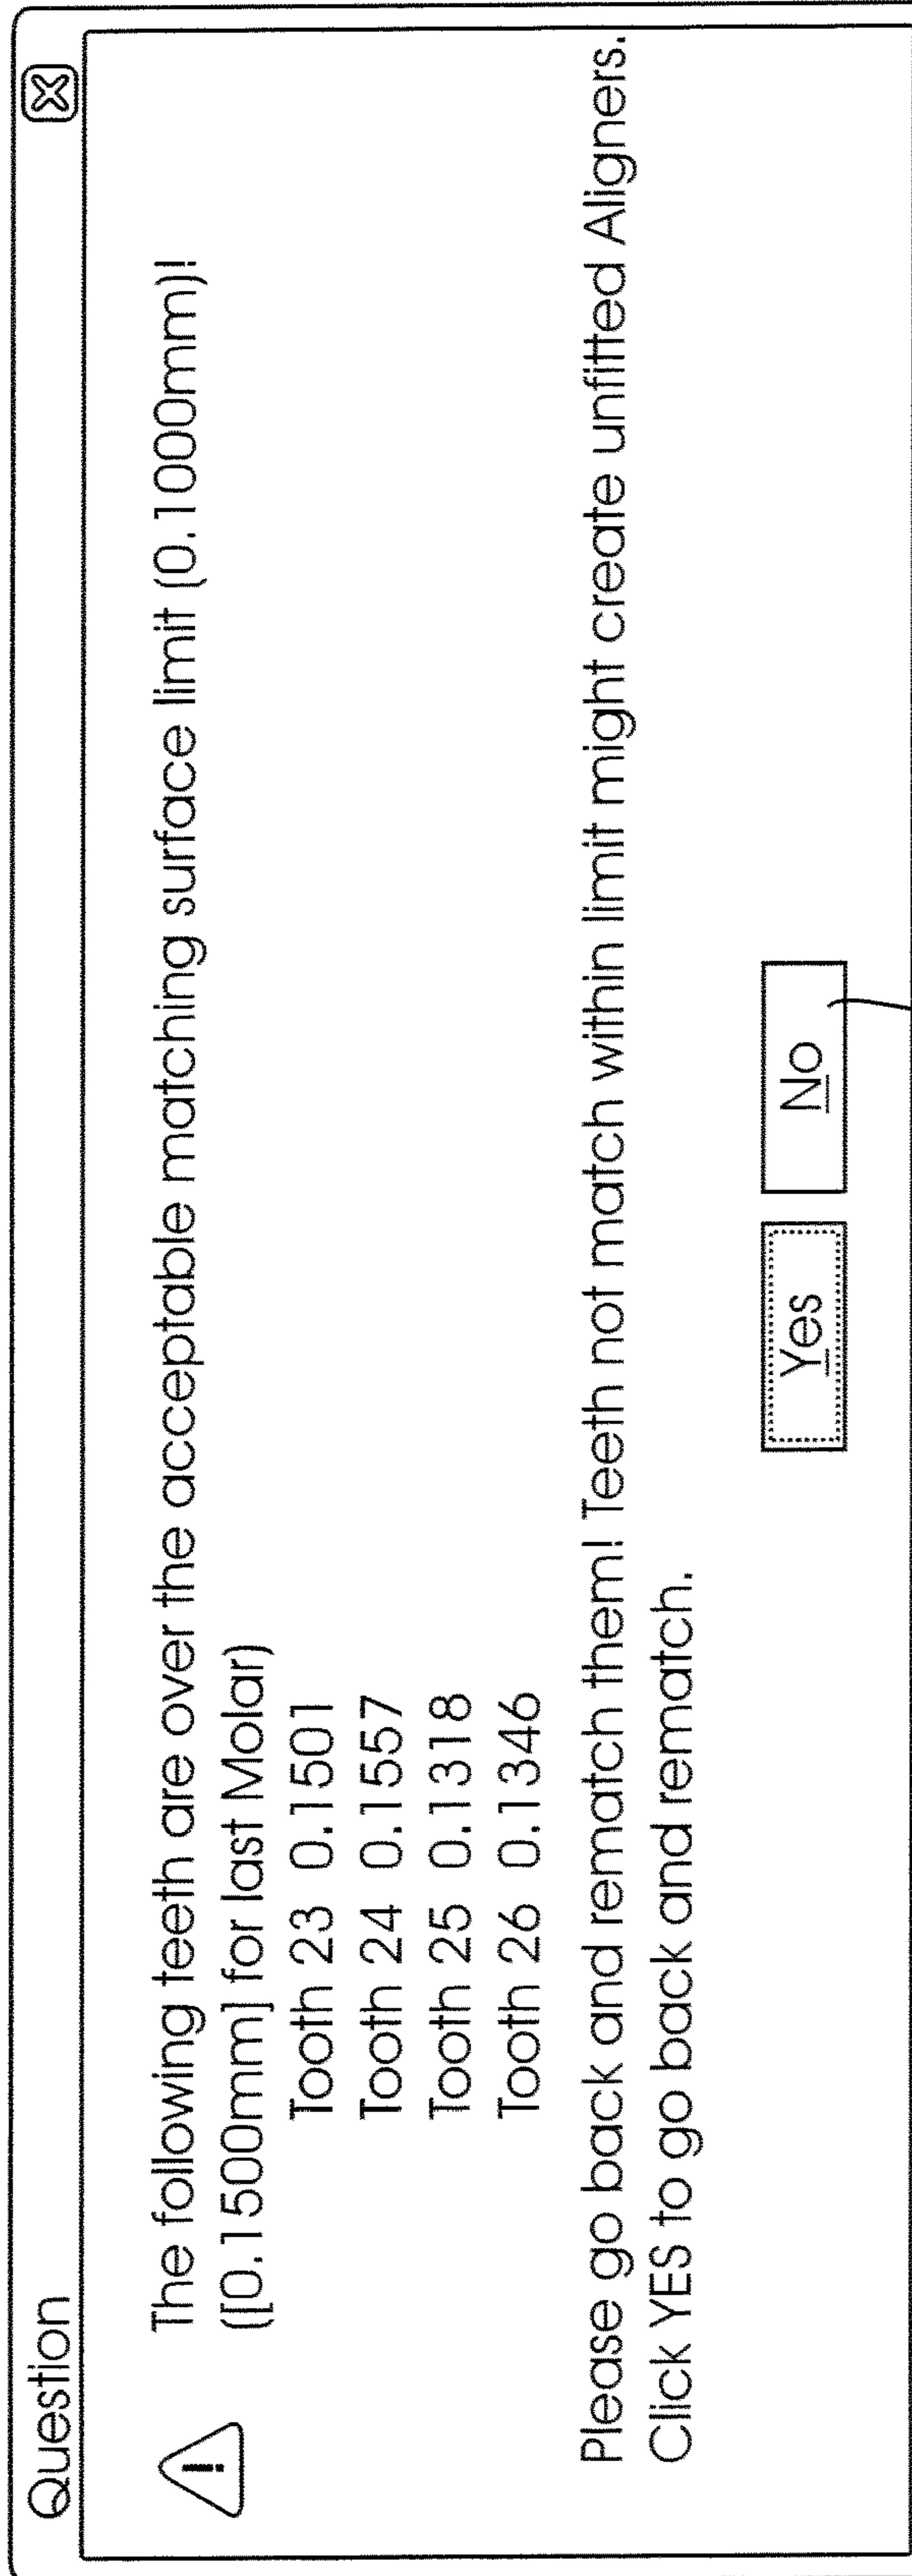 Question
The following teeth are over the acceptable matching surface limit (0.1000mm)!
([0.1500mm] for last Molar)
Tooth 23 0.1501
Tooth 24 0.1557
Tooth 25 0.1318
Tooth 26 0.1346
Please go back and rematch them! Teeth not match within limit might create unfitted Aligners.
Click YES to go back and rematch.
Yes No